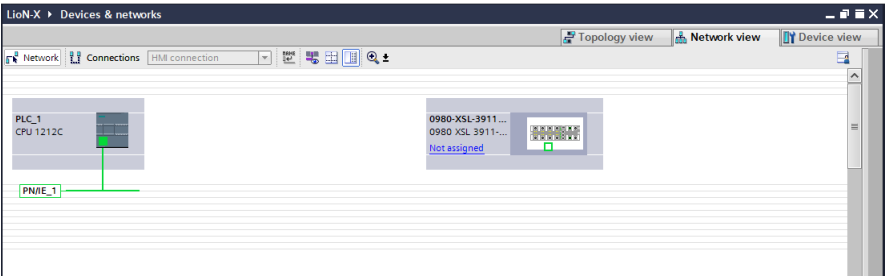 LioN-X ▸ Devices & networks
Topology view
Network view
Device view
Network
Connections
HMI connection
PLC_1
CPU 1212C
0980-XSL-3911...
0980 XSL 3911-...
Not assigned
PN/IE_1